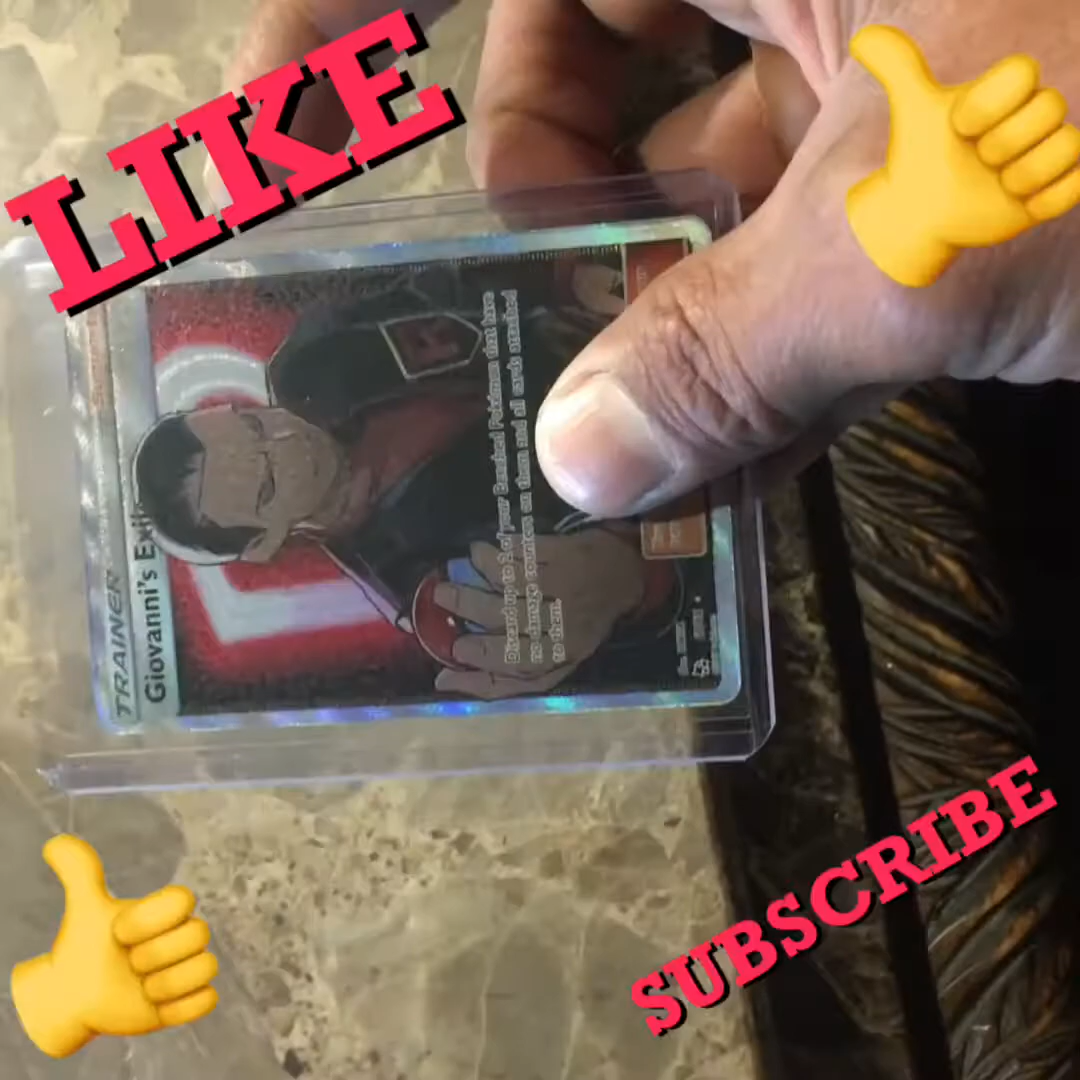 LIKE
TRAINER
Giovanni's Exile
Discard up to 2 of your Benched Pokémon that have
no damage counters on them and all cards attached
to them.
SUBSCRIBE